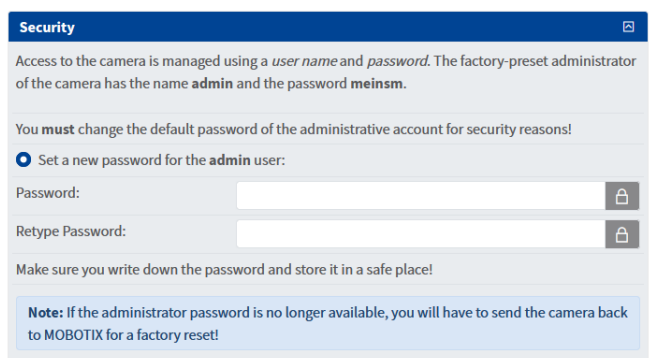 Security
Access to the camera is managed using a user name and password. The factory-preset administrator
of the camera has the name admin and the password meinsm.
You must change the default password of the administrative account for security reasons!
Set a new password for the admin user:
Password:
Retype Password:
Make sure you write down the password and store it in a safe place!
Note: If the administrator password is no longer available, you will have to send the camera back
to MOBOTIX for a factory reset!